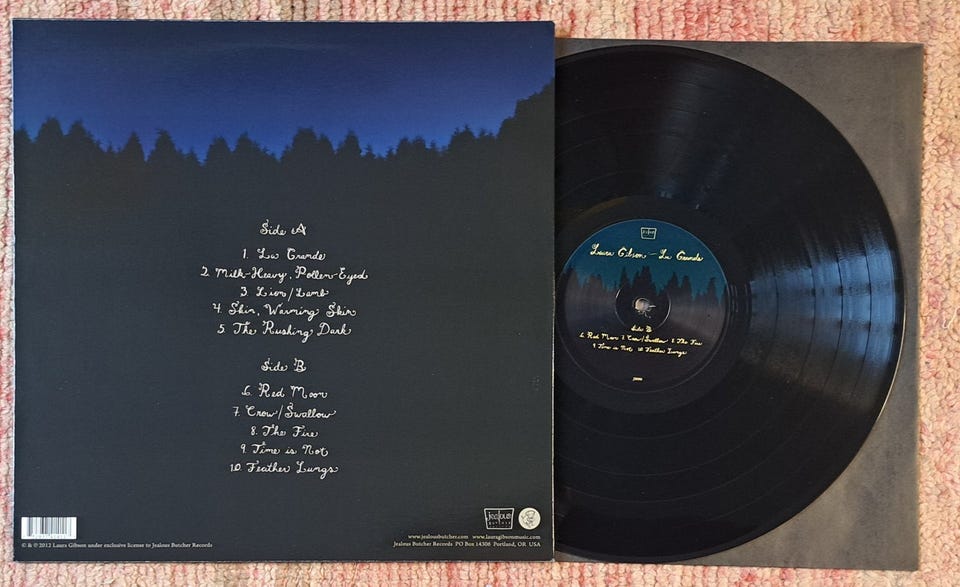 Side A
1. La Grande
2. Milk-Heavy, Pollen-Eyed
3. Lion/Lamb
4. Skin, Warming Skin
5. The Rushing Dark
Side B
6. Red Moon
7. Crow/Swallow
8. The Fire
9. Time is Not
10. Feather Lungs
Jealous
BUTCHER
www.jealousbutcher.com www.lauragibsonmusic.com
© & ℗ 2012 Laura Gibson under exclusive license to Jealous Butcher Records
Jealous Butcher Records PO Box 14306 Portland, OR USA
Laura Gibson — La Grande
Side B
6. Red Moon 7. Crow/Swallow 8. The Fire
9. Time is Not 10. Feather Lungs